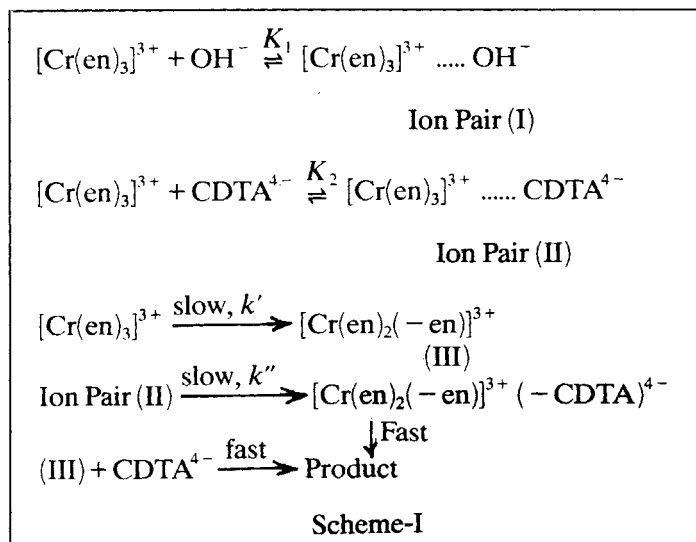 [Cr(en)₃]³⁺ + OH⁻ ⇌ K₁ [Cr(en)₃]³⁺ ..... OH⁻
Ion Pair (I)
[Cr(en)₃]³⁺ + CDTA⁴⁻ ⇌ K₂ [Cr(en)₃]³⁺ ...... CDTA⁴⁻
Ion Pair (II)
[Cr(en)₃]³⁺ slow, k′ → [Cr(en)₂(−en)]³⁺
(III)
Ion Pair (II) slow, k″ → [Cr(en)₂(−en)]³⁺ (−CDTA)⁴⁻
↓Fast
(III) + CDTA⁴⁻ fast → Product
Scheme-I